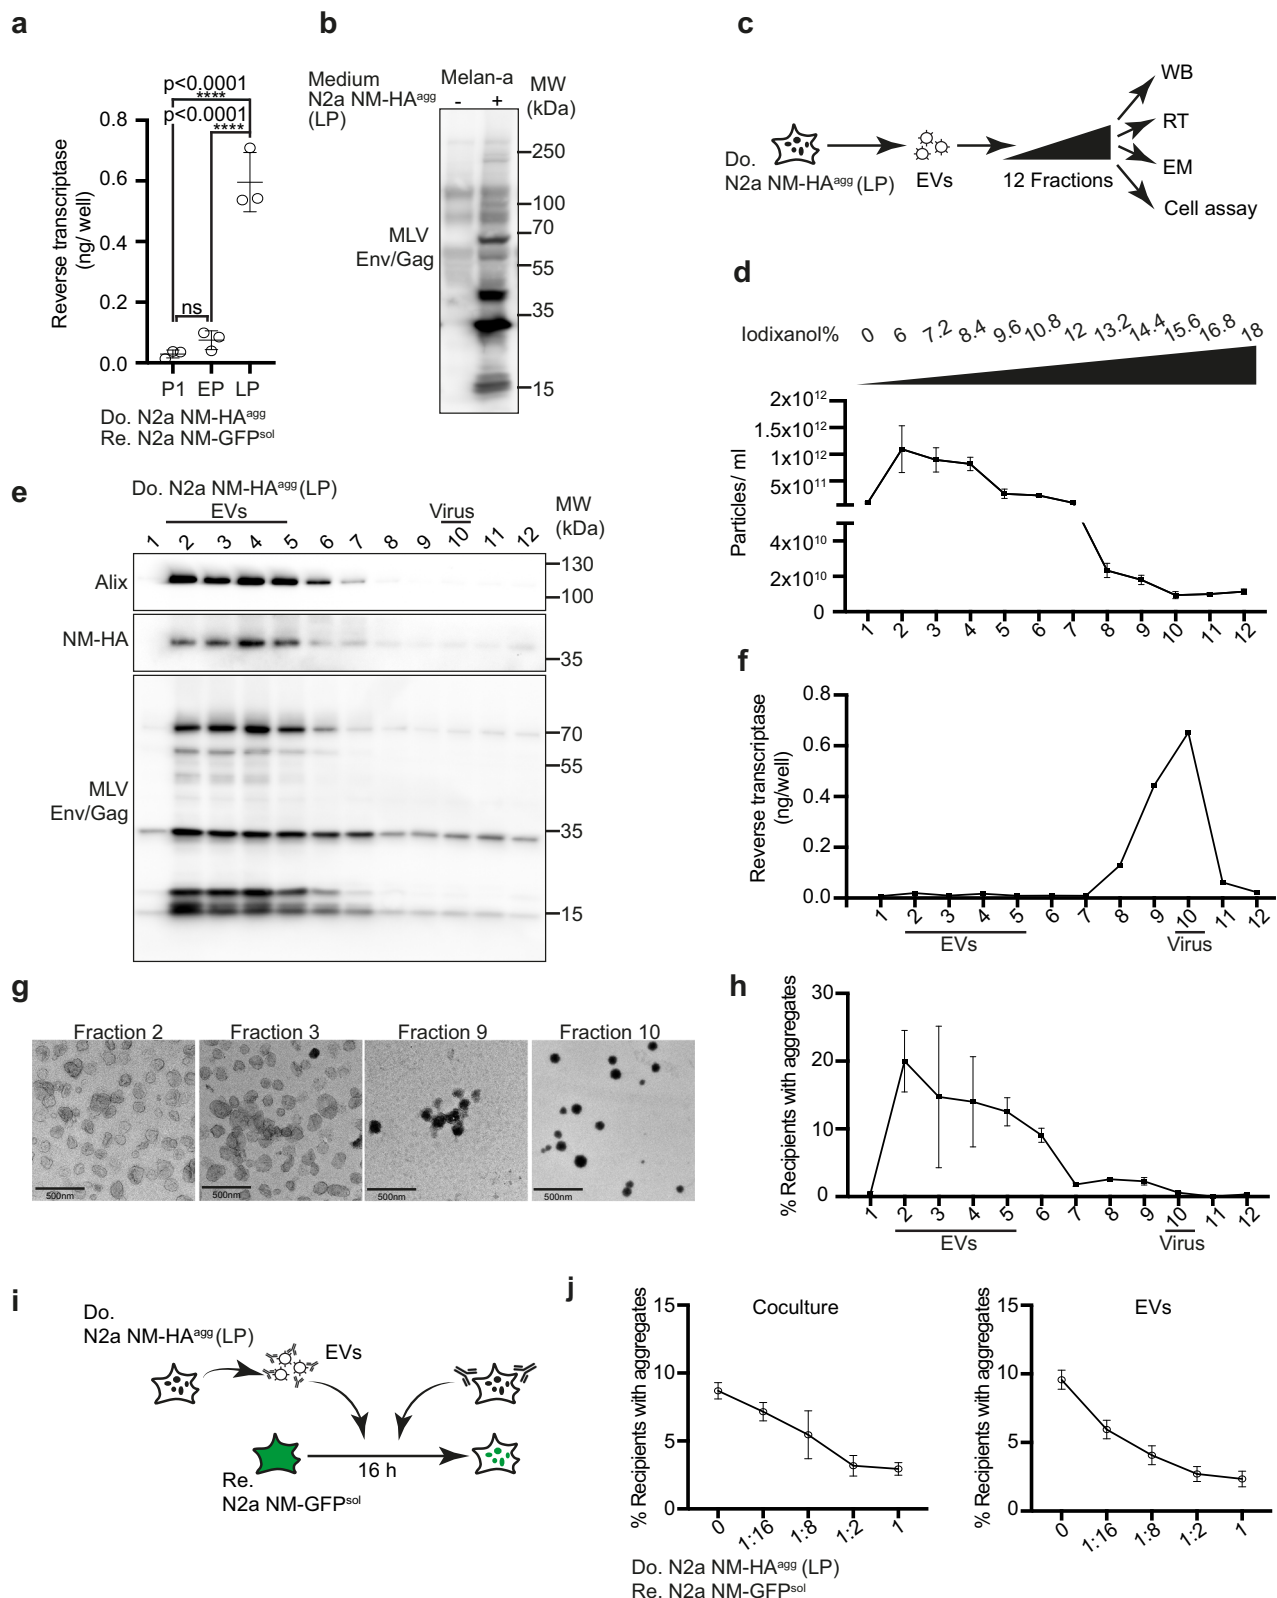 a
p<0.0001
****
p<0.0001
****
0.8
0.6
0.4
0.2
0.0
ns
Reverse transcriptase
(ng/ well)
P1 EP LP
Do. N2a NM-HAagg
Re. N2a NM-GFPsol
b
Medium
N2a NM-HAagg
(LP)
Melan-a
- +
MW
(kDa)
250
100
70
55
35
15
MLV
Env/Gag
c
Do.
N2a NM-HAagg (LP)
EVs
12 Fractions
WB
RT
EM
Cell assay
d
Iodixanol% 0 6 7.2 8.4 9.6 10.8 12 13.2 14.4 15.6 16.8 18
Particles/ ml
2x10¹²
1.5x10¹²
1x10¹²
5x10¹¹
4x10¹⁰
2x10¹⁰
0
1 2 3 4 5 6 7 8 9 10 11 12
e
Do. N2a NM-HAagg (LP)
EVs Virus
1 2 3 4 5 6 7 8 9 10 11 12
MW
(kDa)
Alix
130
100
NM-HA
35
MLV
Env/Gag
70
55
35
15
f
Reverse transcriptase
(ng/well)
0.8
0.6
0.4
0.2
0.0
1 2 3 4 5 6 7 8 9 10 11 12
EVs Virus
g
Fraction 2 Fraction 3 Fraction 9 Fraction 10
500nm 500nm 500nm 500nm
h
% Recipients with aggregates
30
20
10
0
1 2 3 4 5 6 7 8 9 10 11 12
EVs Virus
i
Do.
N2a NM-HAagg (LP)
EVs
16 h
Re.
N2a NM-GFPsol
j
Coculture
% Recipients with aggregates
15
10
5
0
0 1:16 1:8 1:2 1
Do. N2a NM-HAagg (LP)
Re. N2a NM-GFPsol
EVs
% Recipients with aggregates
15
10
5
0
0 1:16 1:8 1:2 1